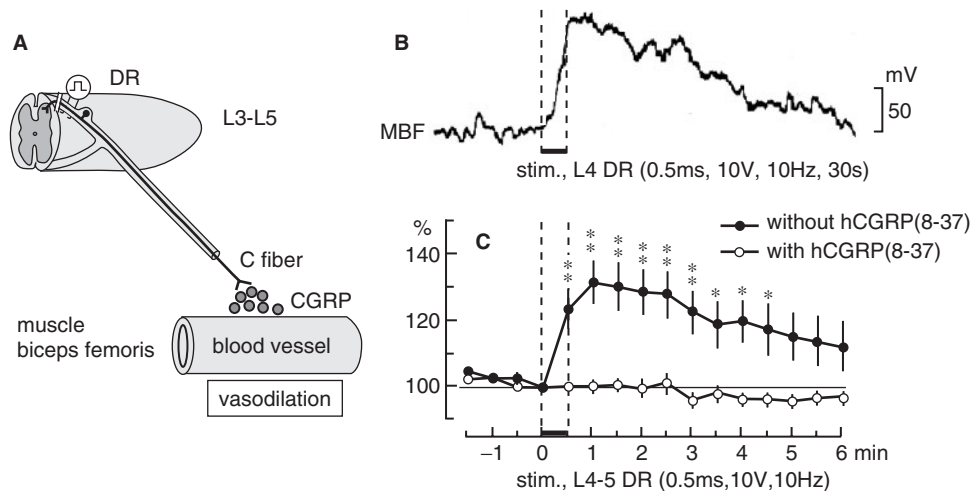 A
DR
L3-L5
C fiber
CGRP
muscle
biceps femoris
blood vessel
vasodilation
B
mV
50
MBF
stim., L4 DR (0.5ms, 10V, 10Hz, 30s)
%
C
without hCGRP(8-37)
with hCGRP(8-37)
140
120
100
** ** ** ** ** ** * * *
−1 0 1 2 3 4 5 6 min
stim., L4-5 DR (0.5ms,10V,10Hz)